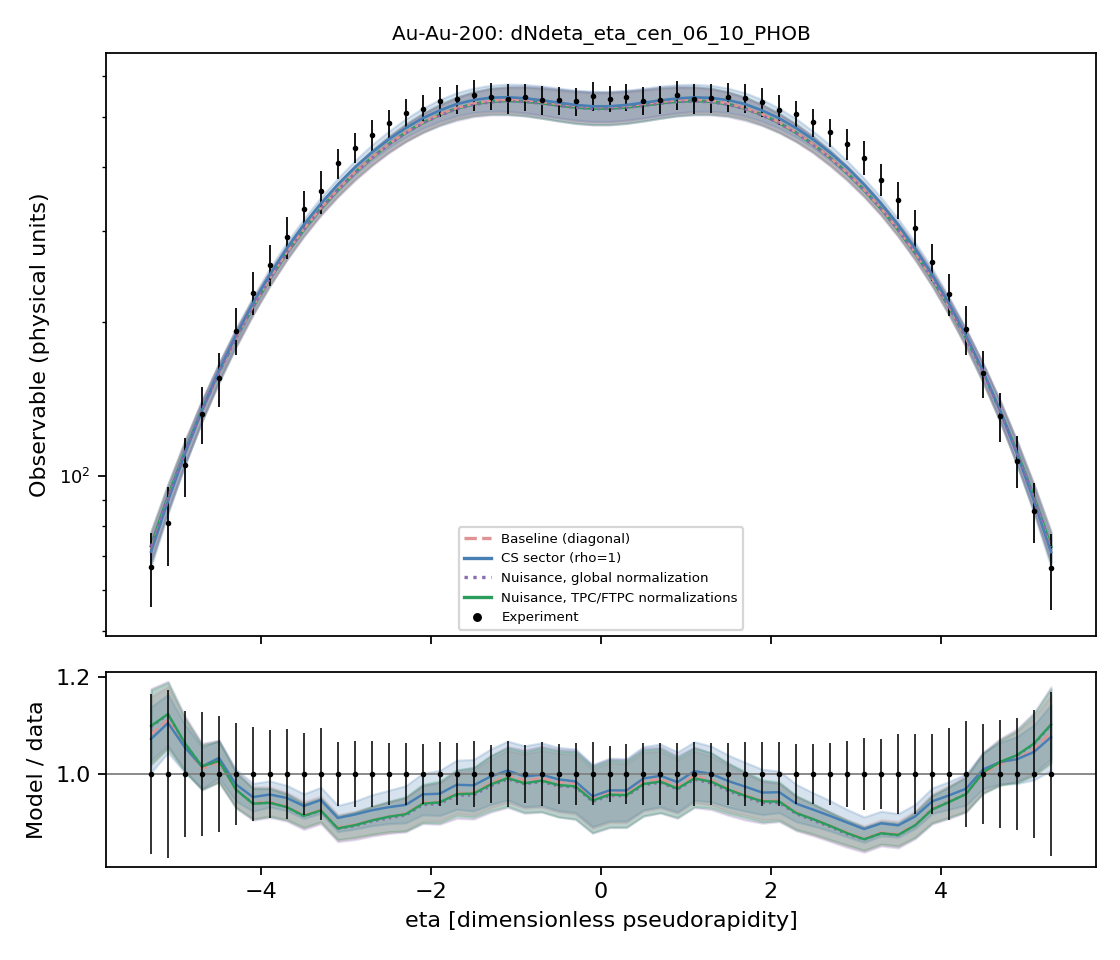 Au-Au-200: dNdeta_eta_cen_06_10_PHOB
Observable (physical units)
10²
Baseline (diagonal)
CS sector (rho=1)
Nuisance, global normalization
Nuisance, TPC/FTPC normalizations
Experiment
Model / data
1.2
1.0
−4 −2 0 2 4
eta [dimensionless pseudorapidity]